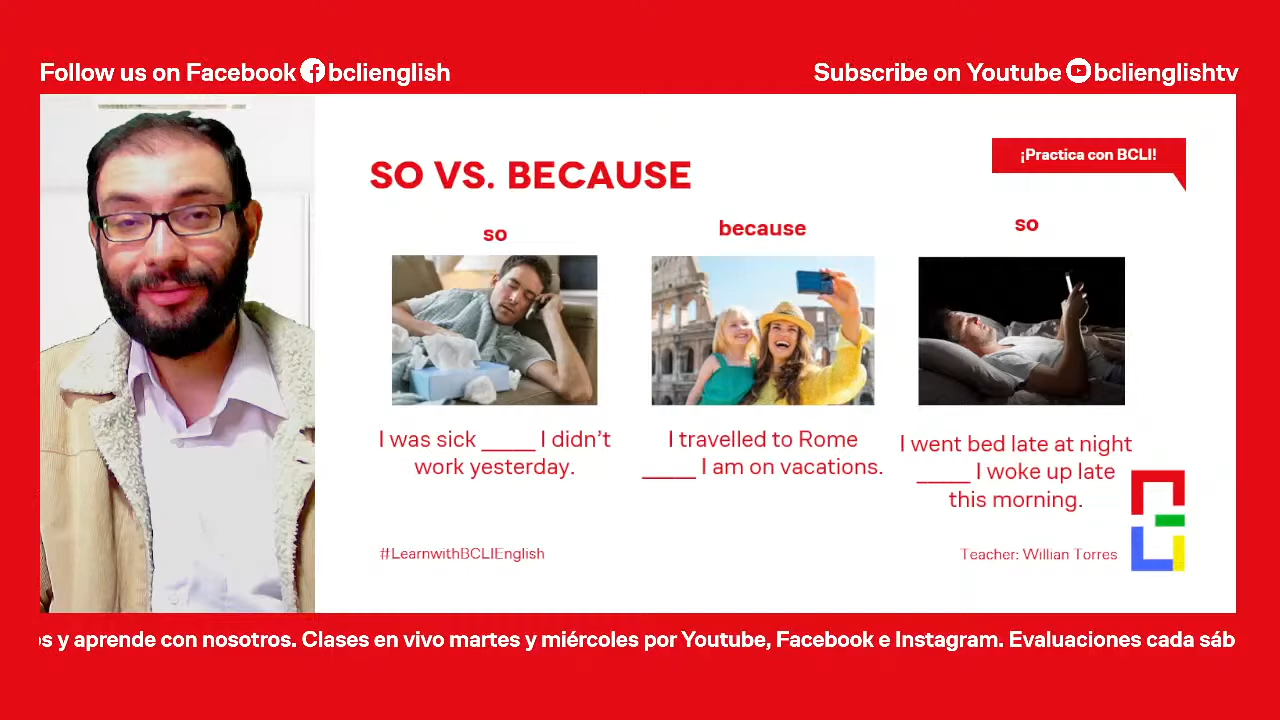 Follow us on Facebook bclienglish
Subscribe on Youtube bclienglishtv
¡Practica con BCLI!
SO VS. BECAUSE
so
because
so
I was sick _____ I didn't
work yesterday.
I travelled to Rome
_____ I am on vacations.
I went bed late at night
_____ I woke up late
this morning.
#LearnwithBCLIEnglish
Teacher: Willian Torres
y aprende con nosotros. Clases en vivo martes y miércoles por Youtube, Facebook e Instagram. Evaluaciones cada